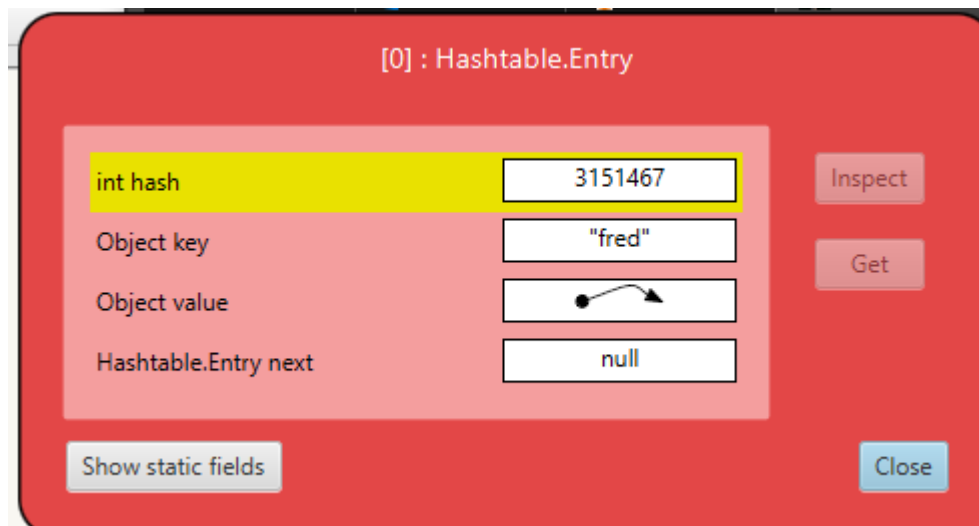 [0] : Hashtable.Entry
int hash 3151467
Inspect
Object key "fred"
Get
Object value
Hashtable.Entry next null
Show static fields
Close